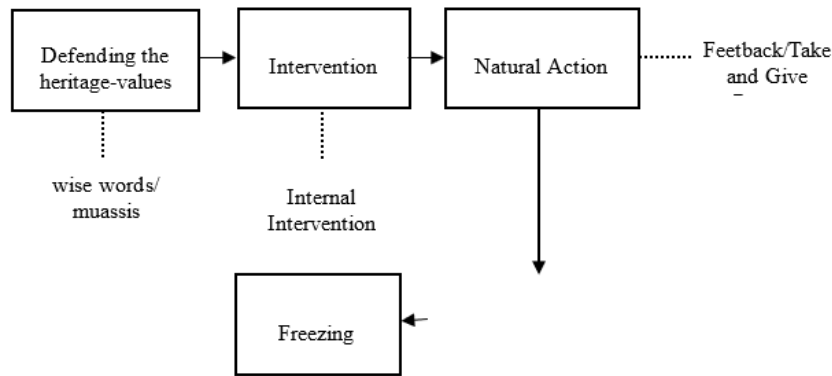 Defending the
heritage-values
Intervention
Natural Action
Feetback/Take
and Give
wise words/
muassis
Internal
Intervention
Freezing